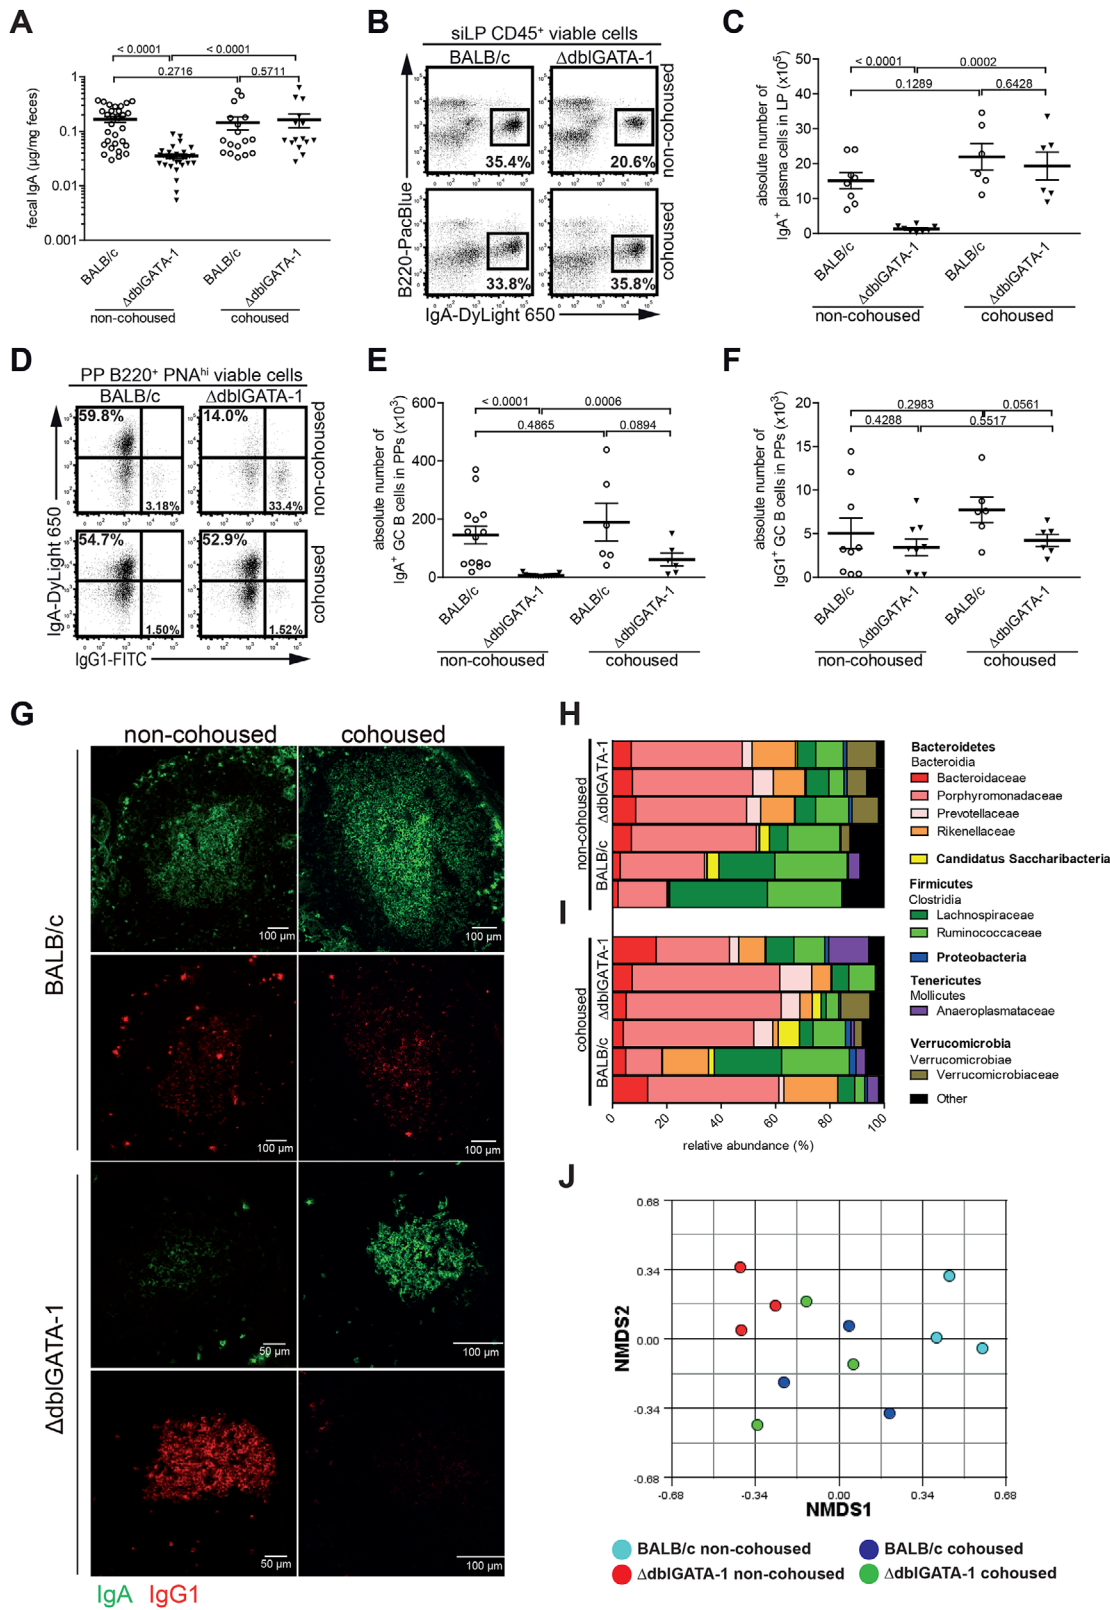 A
< 0.0001
< 0.0001
0.2716
0.5711
fecal IgA (µg/mg feces)
1
0.1
0.01
0.001
BALB/c
ΔdblGATA-1
BALB/c
ΔdblGATA-1
non-cohoused
cohoused
B
siLP CD45+ viable cells
BALB/c
ΔdblGATA-1
35.4%
20.6%
non-cohoused
33.8%
35.8%
cohoused
B220-PacBlue
IgA-DyLight 650
C
< 0.0001
0.0002
0.1289
0.6428
absolute number of
IgA+ plasma cells in LP (x10⁵)
50
40
30
20
10
0
BALB/c
ΔdblGATA-1
BALB/c
ΔdblGATA-1
non-cohoused
cohoused
D
PP B220+ PNAhi viable cells
BALB/c
ΔdblGATA-1
59.8%
14.0%
3.18%
33.4%
non-cohoused
54.7%
52.9%
1.50%
1.52%
cohoused
IgA-DyLight 650
IgG1-FITC
E
< 0.0001
0.0006
0.4865
0.0894
absolute number of
IgA+ GC B cells in PPs (x10³)
600
400
200
0
BALB/c
ΔdblGATA-1
BALB/c
ΔdblGATA-1
non-cohoused
cohoused
F
0.2983
0.0561
0.4288
0.5517
absolute number of
IgG1+ GC B cells in PPs (x10³)
20
15
10
5
0
BALB/c
ΔdblGATA-1
BALB/c
ΔdblGATA-1
non-cohoused
cohoused
G
non-cohoused
cohoused
BALB/c
100 µm
100 µm
100 µm
100 µm
ΔdblGATA-1
50 µm
100 µm
50 µm
100 µm
IgA IgG1
H
non-cohoused
ΔdblGATA-1
BALB/c
I
cohoused
ΔdblGATA-1
BALB/c
0
20
40
60
80
100
relative abundance (%)
Bacteroidetes
Bacteroidia
Bacteroidaceae
Porphyromonadaceae
Prevotellaceae
Rikenellaceae
Candidatus Saccharibacteria
Firmicutes
Clostridia
Lachnospiraceae
Ruminococcaceae
Proteobacteria
Tenericutes
Mollicutes
Anaeroplasmataceae
Verrucomicrobia
Verrucomicrobiae
Verrucomicrobiaceae
Other
J
NMDS2
0.68
0.34
0.00
-0.34
-0.68
-0.68
-0.34
0.00
0.34
0.68
NMDS1
BALB/c non-cohoused
BALB/c cohoused
ΔdblGATA-1 non-cohoused
ΔdblGATA-1 cohoused